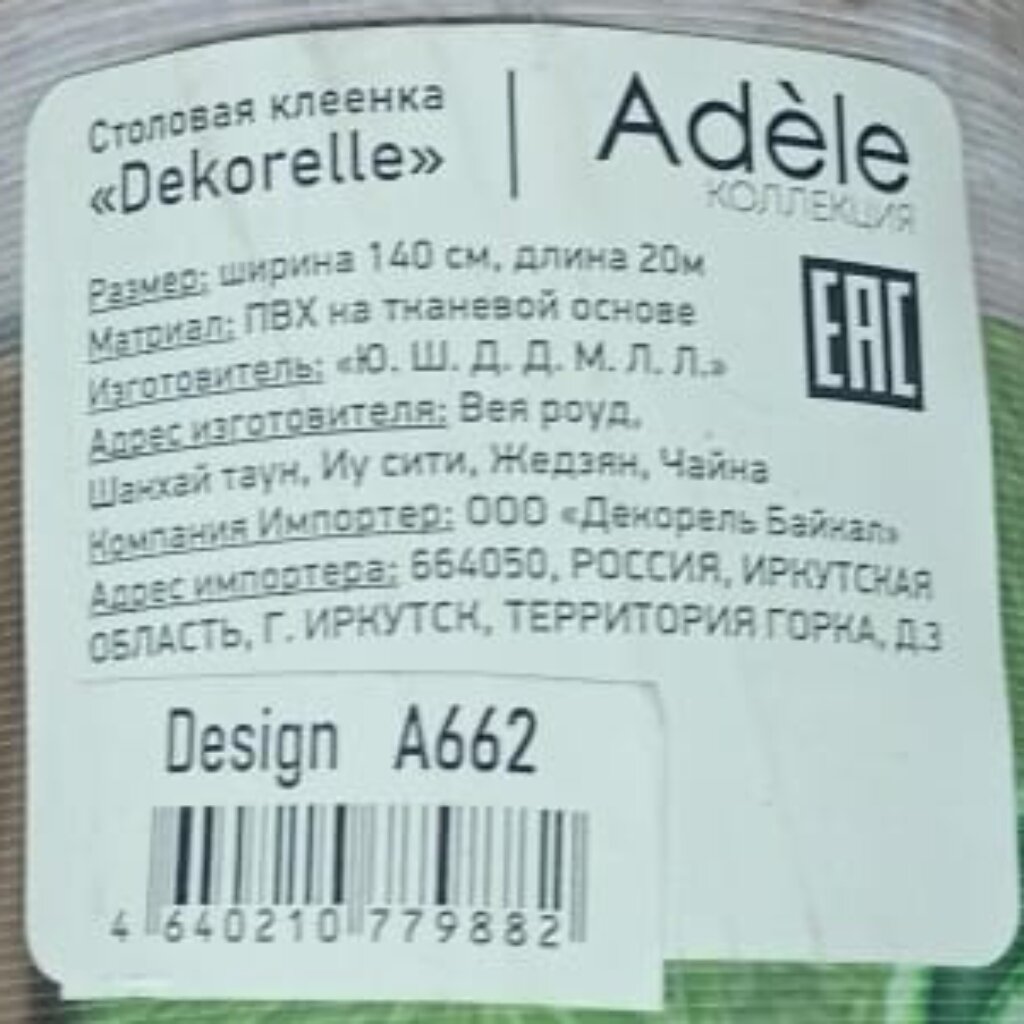 Столовая клеенка
«Dekorelle»
Adèle
КОЛЛЕКЦИЯ
Размер: ширина 140 см, длина 20м
Матриал: ПВХ на тканевой основе
Изготовитель: «Ю. Ш. Д. Д. М. Л. Л.»
Адрес изготовителя: Вея роуд,
Шанхай таун, Иу сити, Жедзян, Чайна
Компания Импортер: ООО «Декорель Байкал»
Адрес импортера: 664050, РОССИЯ, ИРКУТСКАЯ
ОБЛАСТЬ, Г. ИРКУТСК, ТЕРРИТОРИЯ ГОРКА, Д.3
EAC
Design A662
4 640210 779882